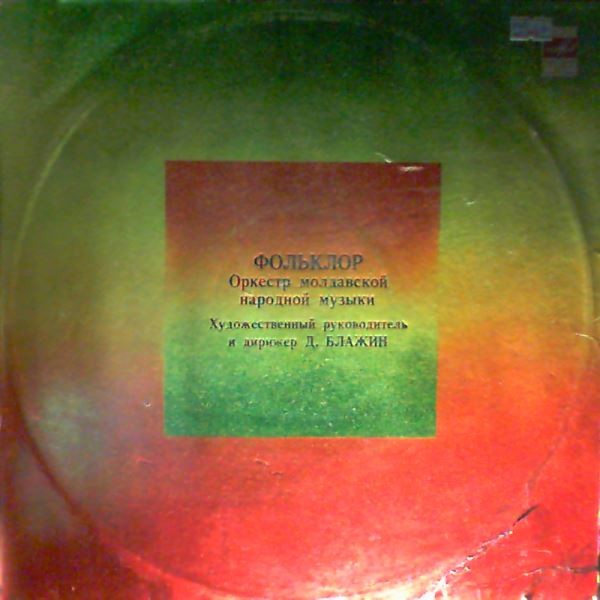 ФОЛЬКЛОР
Оркестр молдавской
народной музыки
Художественный руководитель
и дирижер Д. БЛАЖИН